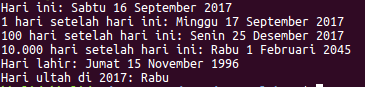 Hari ini: Sabtu 16 September 2017
1 hari setelah hari ini: Minggu 17 September 2017
100 hari setelah hari ini: Senin 25 Desember 2017
10.000 hari setelah hari ini: Rabu 1 Februari 2045
Hari lahir: Jumat 15 November 1996
Hari ultah di 2017: Rabu